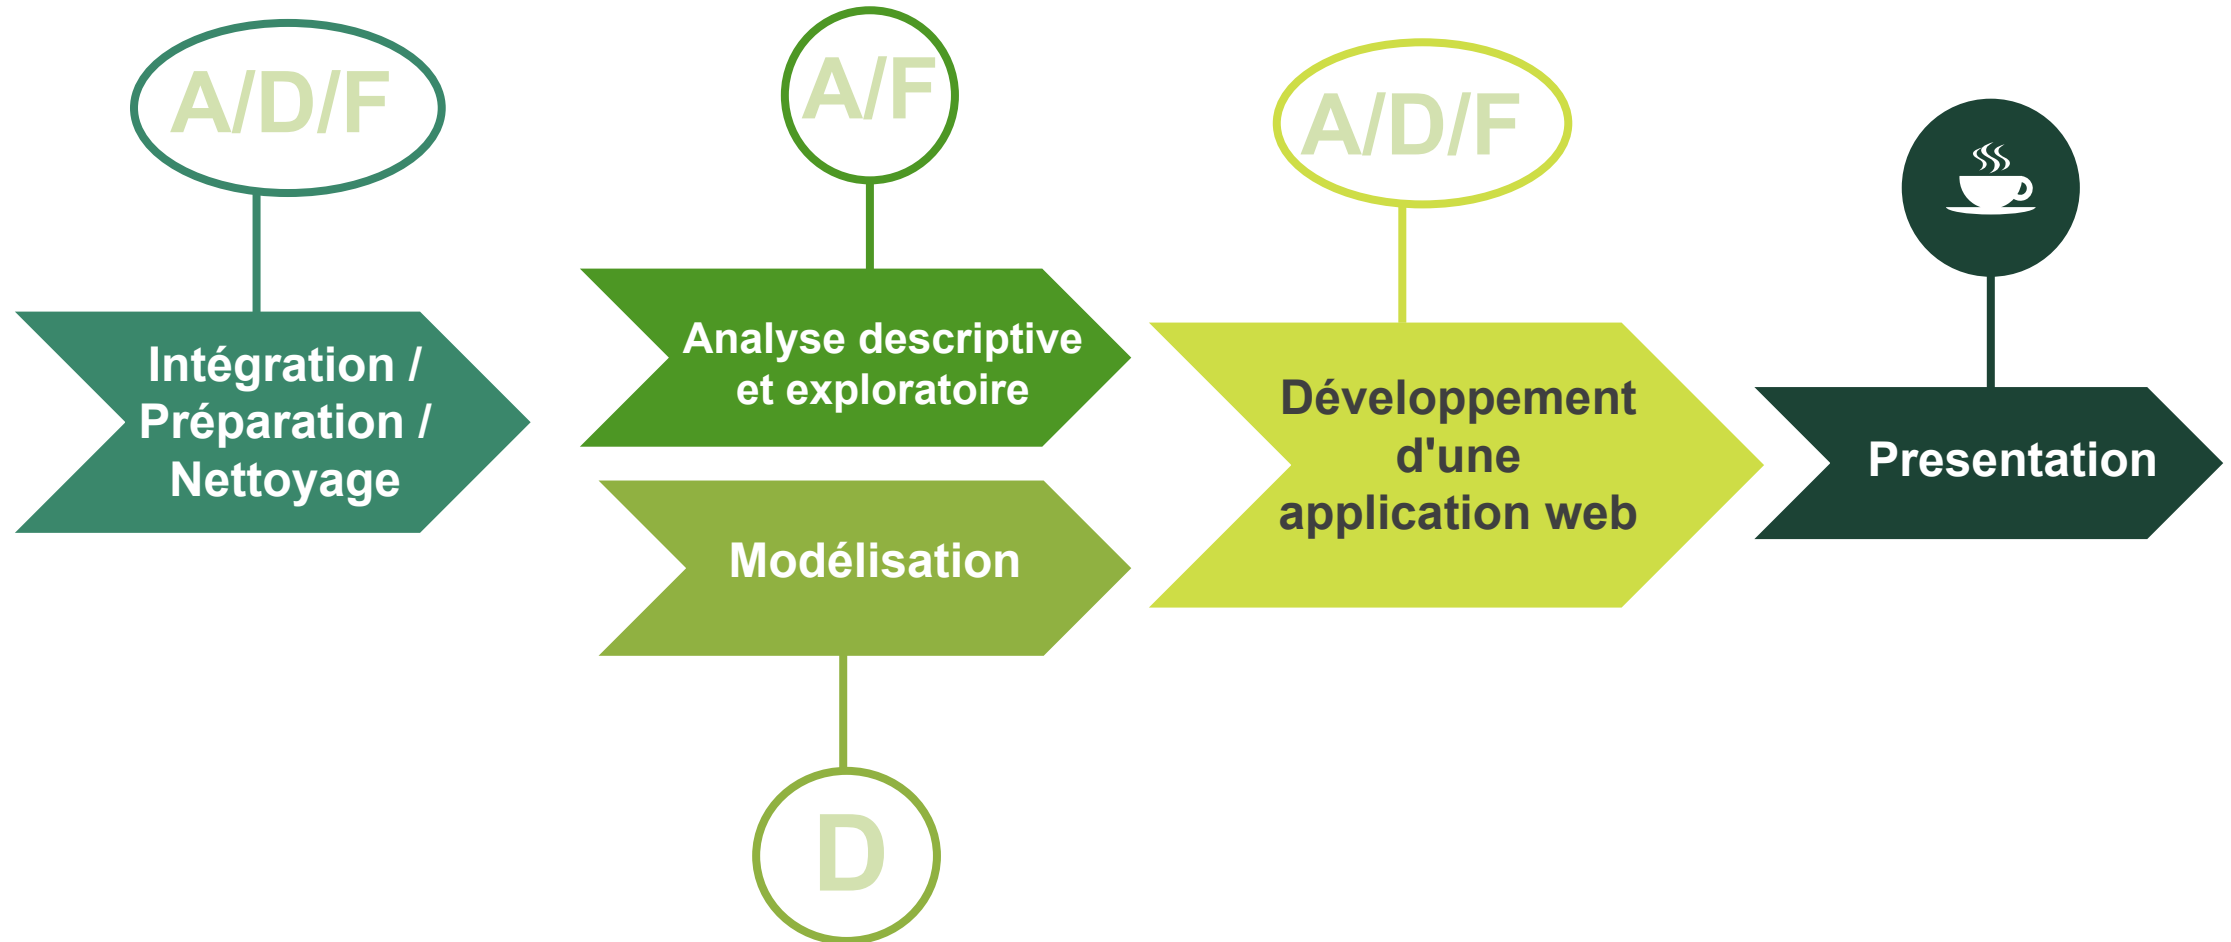 A/D/F
Intégration /
Préparation /
Nettoyage
A/F
Analyse descriptive
et exploratoire
Modélisation
D
A/D/F
Développement
d'une
application web
Presentation